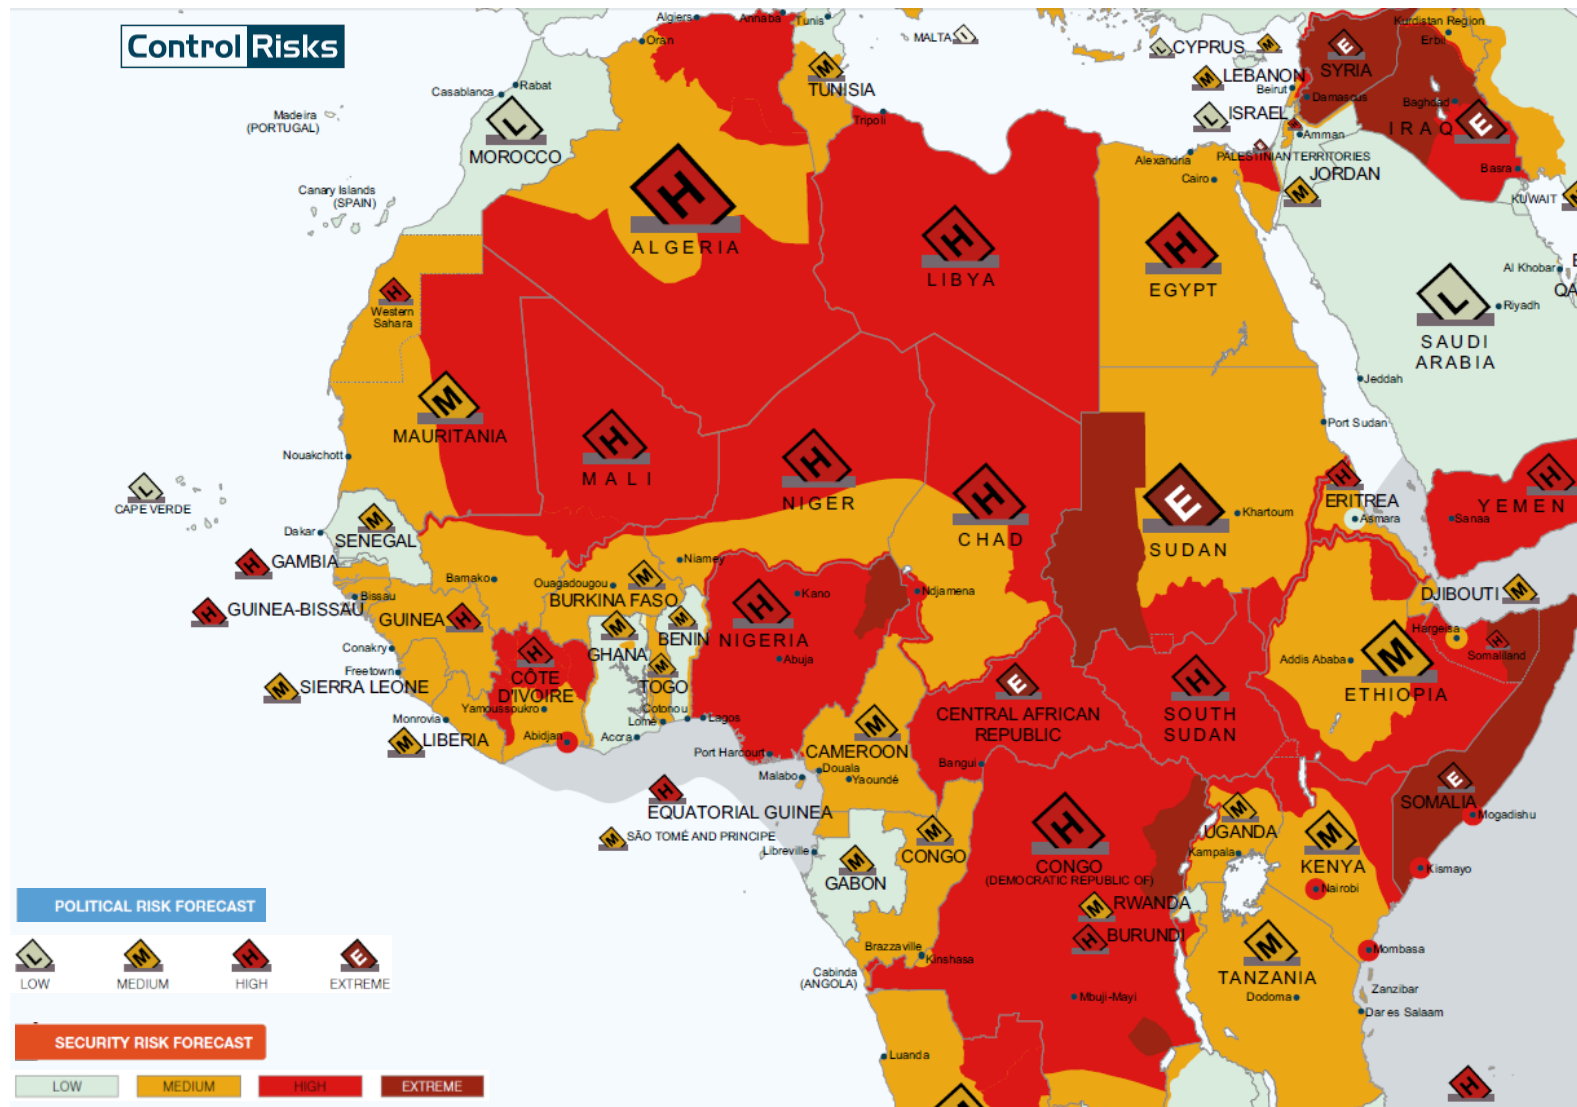 Control Risks
Algiers
Annaba
Tunis
Oran
MALTA
I
L
CYPRUS
M
Kurdistan Region
Erbil
E
SYRIA
M
TUNISIA
M
LEBANON
Beirut
Damascus
Baghdad
Rabat
Casablanca
L
MOROCCO
Madeira
(PORTUGAL)
Tripoli
L
ISRAEL
Amman
E
IRAQ
Alexandria
PALESTINIAN TERRITORIES
Cairo
M
JORDAN
Basra
KUWAIT
M
Canary Islands
(SPAIN)
H
ALGERIA
H
LIBYA
H
EGYPT
Al Khobar
QA
L
Riyadh
SAUDI
ARABIA
H
Western
Sahara
Jeddah
M
MAURITANIA
Port Sudan
Nouakchott
H
MALI
H
NIGER
H
CHAD
E
SUDAN
Khartoum
H
ERITREA
Asmara
H
YEMEN
Sanaa
L
CAPE VERDE
Dakar
M
SENEGAL
H
GAMBIA
Bamako
Niamey
Ouagadougou
M
BURKINA FASO
Bissau
H
GUINEA-BISSAU
GUINEA
H
Kano
H
NIGERIA
Abuja
Ndjamena
DJIBOUTI
M
Hargeisa
H
Somaliland
M
BENIN
M
GHANA
M
TOGO
Conakry
Freetown
M
SIERRA LEONE
H
CÔTE
D'IVOIRE
Yamoussoukro
Abidjan
Monrovia
M
LIBERIA
Cotonou
Lomé
Lagos
Accra
Port Harcourt
Malabo
Douala
Yaoundé
M
CAMEROON
E
CENTRAL AFRICAN
REPUBLIC
Bangui
H
SOUTH
SUDAN
Addis Ababa
M
ETHIOPIA
E
SOMALIA
Mogadishu
H
EQUATORIAL GUINEA
M
SÃO TOMÉ AND PRINCIPE
Libreville
M
GABON
M
CONGO
H
CONGO
(DEMOCRATIC REPUBLIC OF)
M
UGANDA
Kampala
M
KENYA
Nairobi
Kismayo
M
RWANDA
H
BURUNDI
Brazzaville
Kinshasa
Cabinda
(ANGOLA)
Mbuji-Mayi
M
TANZANIA
Dodoma
Mombasa
Zanzibar
Dar es Salaam
Luanda
M
H
POLITICAL RISK FORECAST
L
M
H
E
LOW
MEDIUM
HIGH
EXTREME
SECURITY RISK FORECAST
LOW
MEDIUM
HIGH
EXTREME